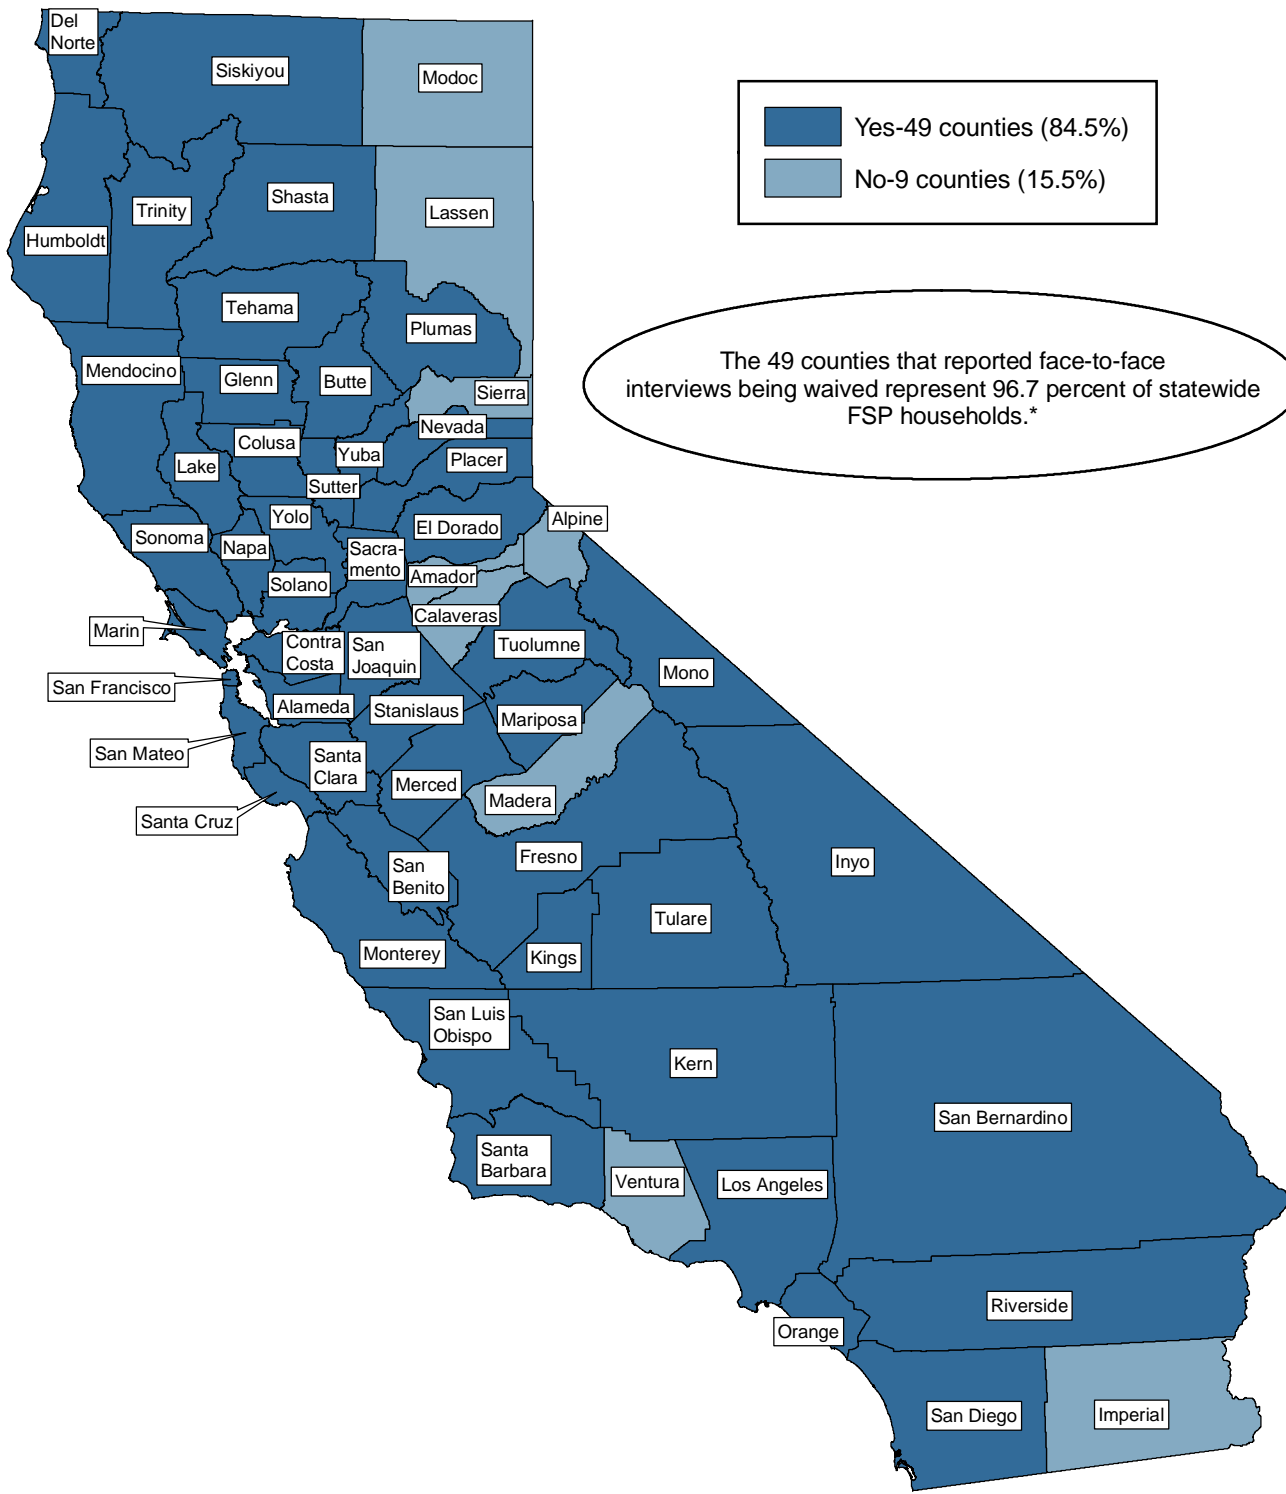 Del
Norte
Siskiyou
Modoc
Yes-49 counties (84.5%)
No-9 counties (15.5%)
Shasta
Trinity
Lassen
Humboldt
Tehama
Plumas
The 49 counties that reported face-to-face
interviews being waived represent 96.7 percent of statewide
FSP households.*
Mendocino
Glenn
Butte
Sierra
Nevada
Colusa
Yuba
Placer
Lake
Sutter
Yolo
Alpine
El Dorado
Sonoma
Napa
Sacra-
mento
Amador
Solano
Calaveras
Marin
Contra
Costa
San
Joaquin
Tuolumne
Mono
San Francisco
Alameda
Stanislaus
Mariposa
San Mateo
Santa
Clara
Merced
Madera
Santa Cruz
Fresno
Inyo
San
Benito
Tulare
Monterey
Kings
San Luis
Obispo
Kern
San Bernardino
Santa
Barbara
Ventura
Los Angeles
Riverside
Orange
San Diego
Imperial